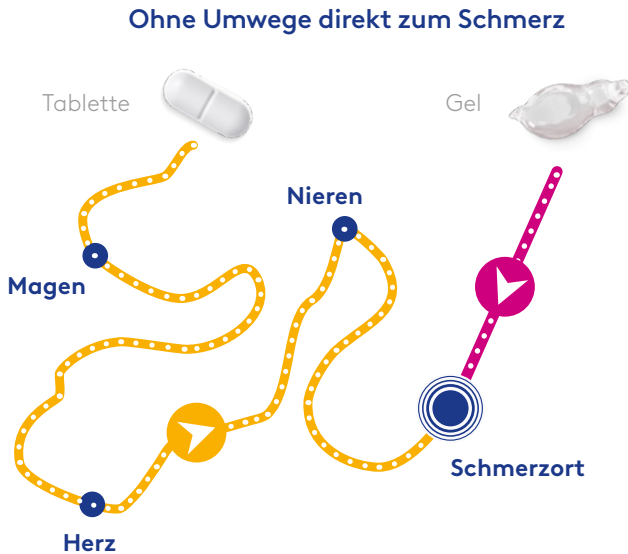 Ohne Umwege direkt zum Schmerz
Tablette
Gel
Nieren
Magen
Schmerzort
Herz